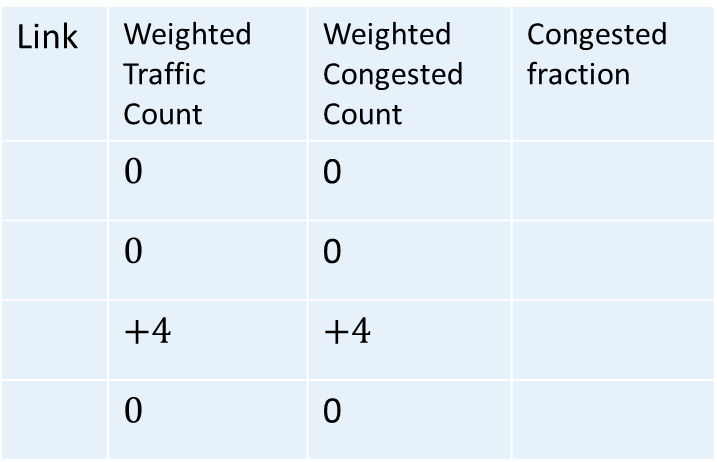 Link
Weighted
Traffic
Count
Weighted
Congested
Count
Congested
fraction
0
0
0
0
+4
+4
0
0